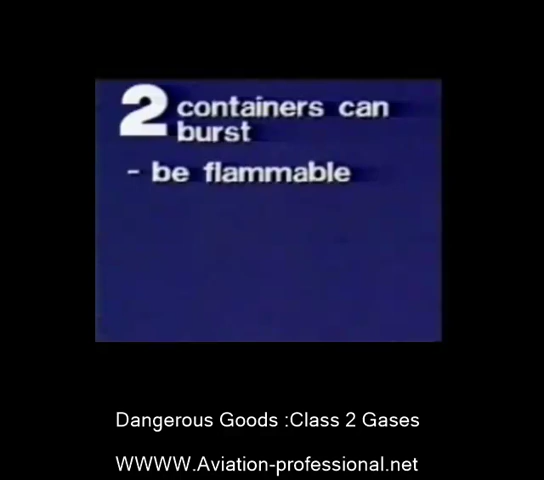 2 containers can
burst
- be flammable
Dangerous Goods :Class 2 Gases
WWWW.Aviation-professional.net